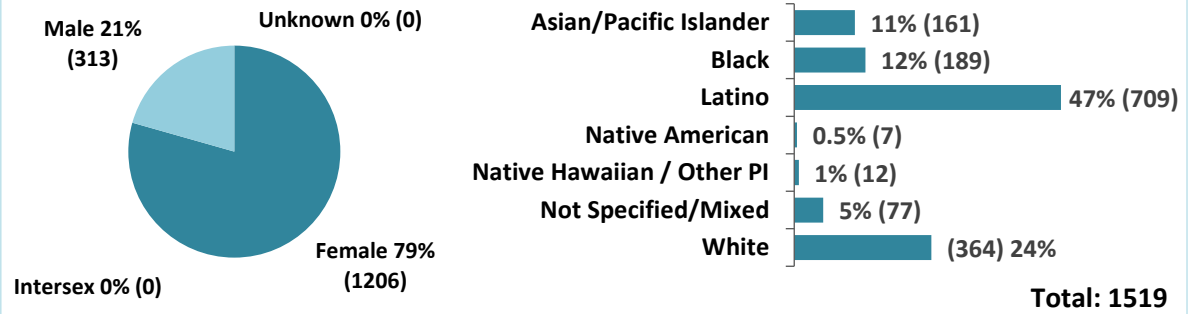 Male 21%
(313)
Unknown 0% (0)
Female 79%
(1206)
Intersex 0% (0)
Asian/Pacific Islander 11% (161)
Black 12% (189)
Latino 47% (709)
Native American 0.5% (7)
Native Hawaiian / Other PI 1% (12)
Not Specified/Mixed 5% (77)
White (364) 24%
Total: 1519